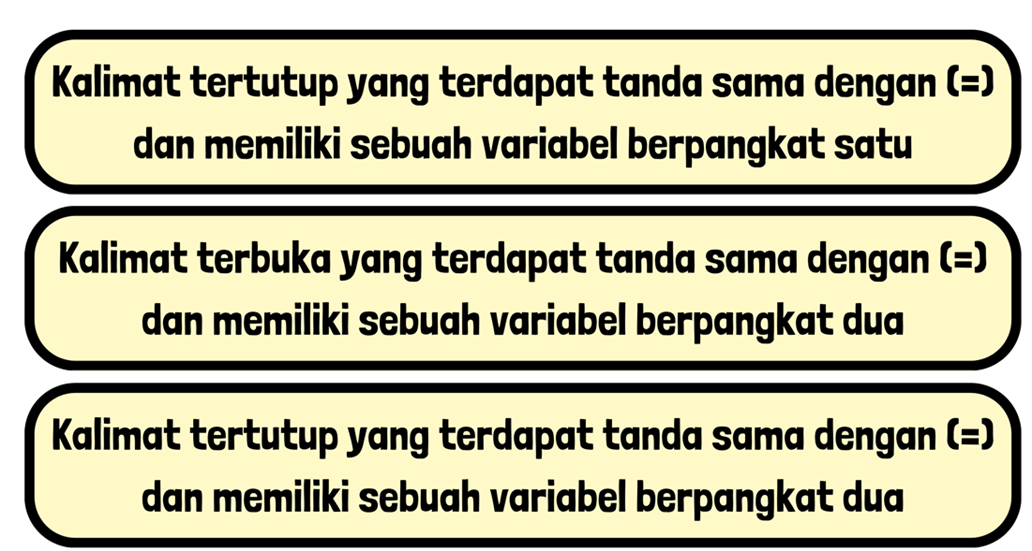 Kalimat tertutup yang terdapat tanda sama dengan (=)
dan memiliki sebuah variabel berpangkat satu
Kalimat terbuka yang terdapat tanda sama dengan (=)
dan memiliki sebuah variabel berpangkat dua
Kalimat tertutup yang terdapat tanda sama dengan (=)
dan memiliki sebuah variabel berpangkat dua